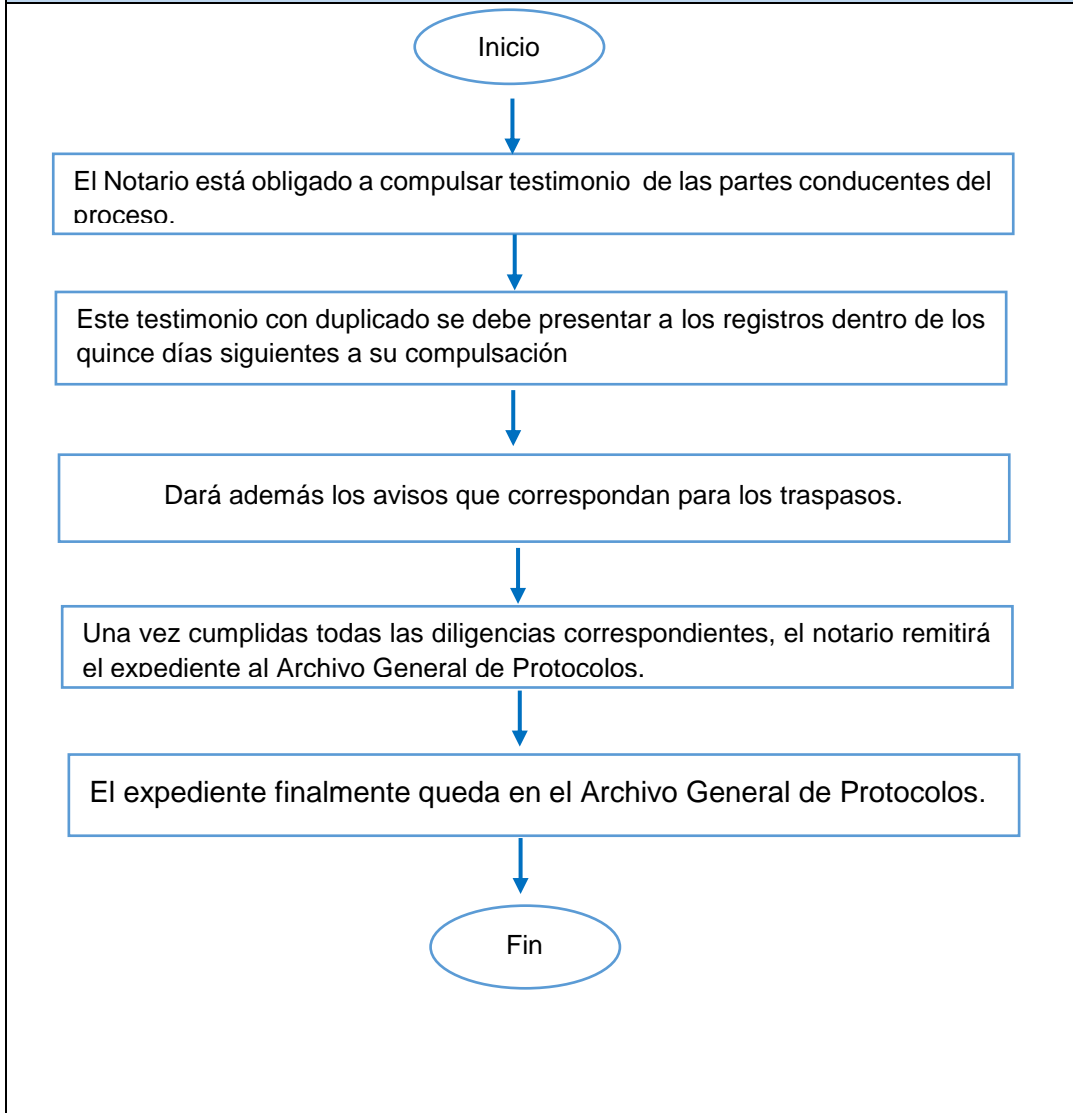 Inicio
El Notario está obligado a compulsar testimonio de las partes conducentes del
proceso.
Este testimonio con duplicado se debe presentar a los registros dentro de los
quince días siguientes a su compulsación
Dará además los avisos que correspondan para los traspasos.
Una vez cumplidas todas las diligencias correspondientes, el notario remitirá
el expediente al Archivo General de Protocolos.
El expediente finalmente queda en el Archivo General de Protocolos.
Fin